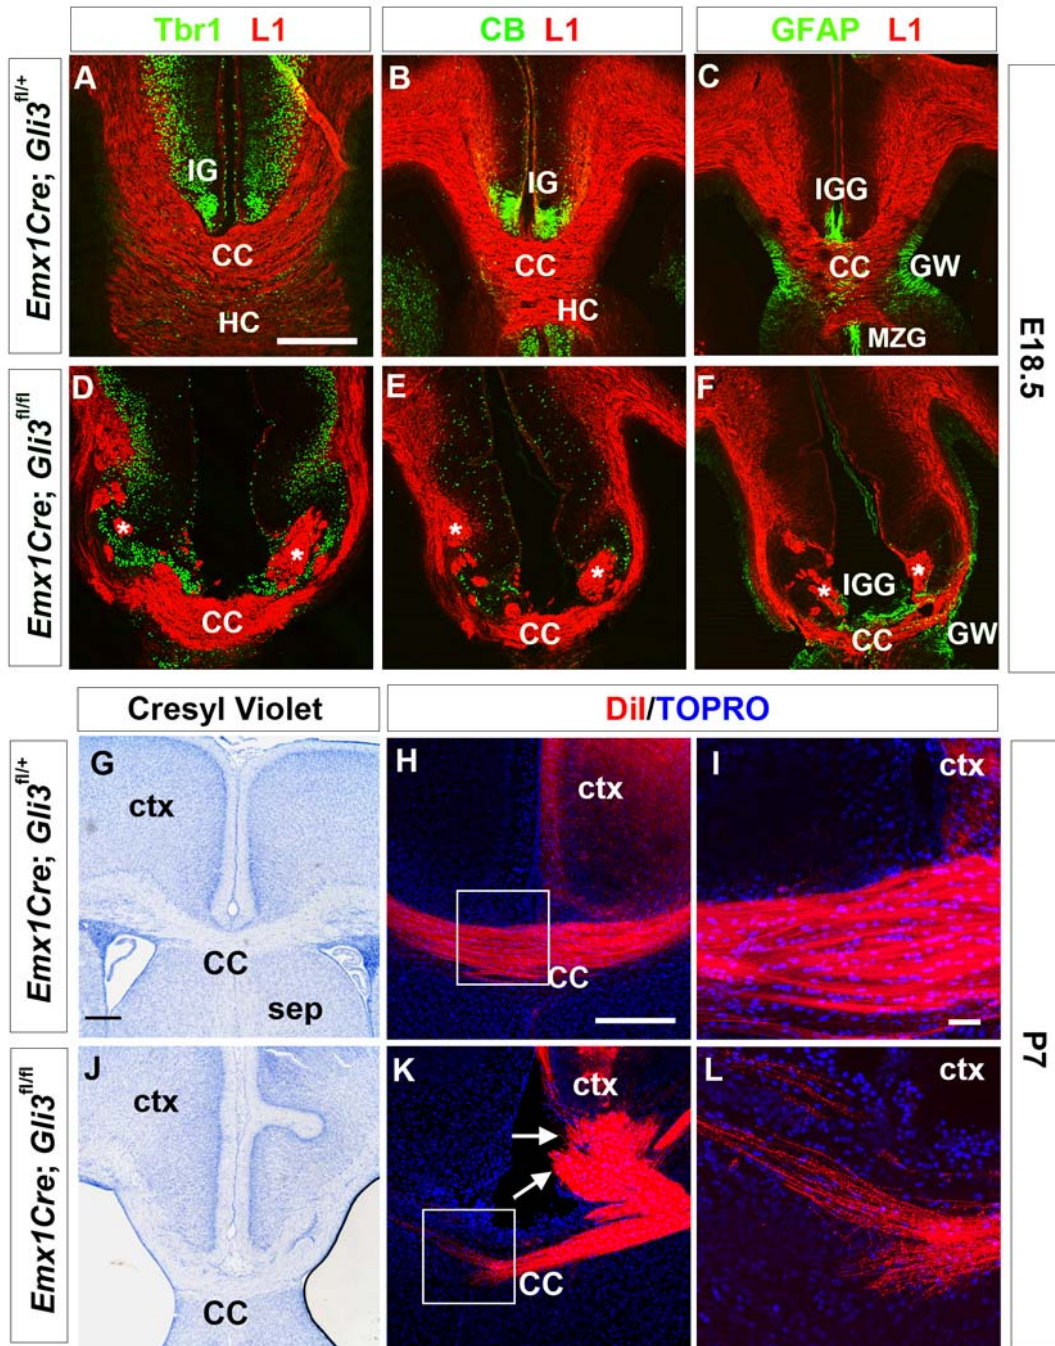 Tbr1 L1
CB L1
GFAP L1
Emx1Cre; Gli3fl/+
A
IG
CC
HC
B
IG
CC
HC
C
IGG
CC
GW
MZG
E18.5
Emx1Cre; Gli3fl/fl
D
*
*
CC
E
*
*
CC
F
IGG
*
*
CC
GW
Cresyl Violet
DiI/TOPRO
Emx1Cre; Gli3fl/+
G
ctx
CC
sep
H
ctx
CC
I
ctx
P7
Emx1Cre; Gli3fl/fl
J
ctx
CC
K
ctx
CC
L
ctx